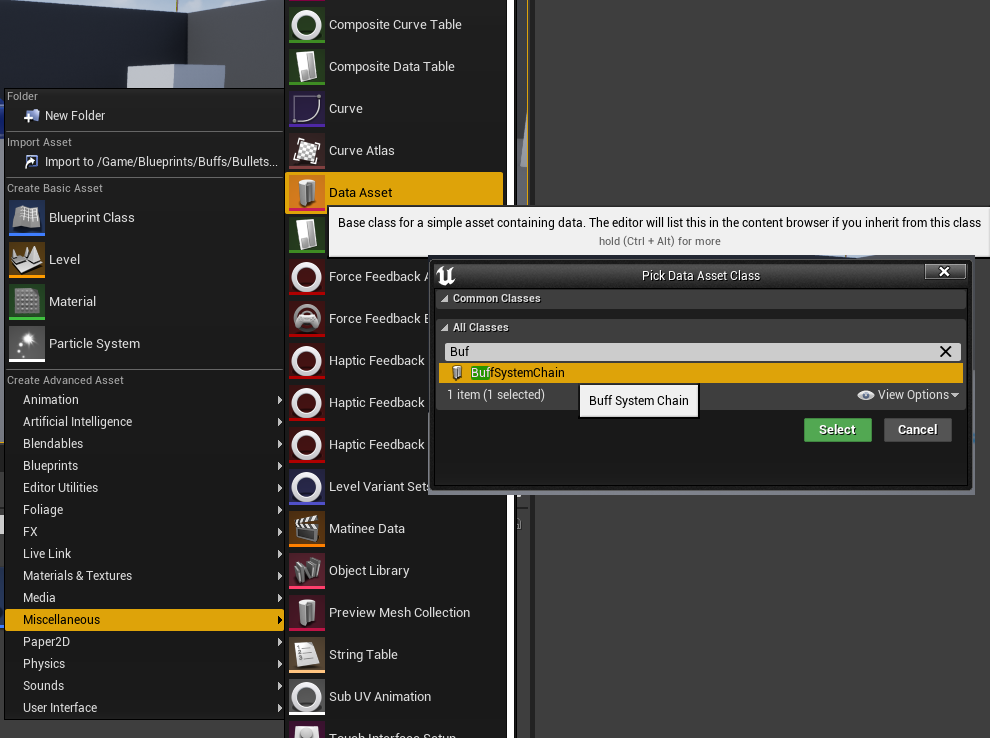 Folder
New Folder
Import Asset
Import to /Game/Blueprints/Buffs/Bullets...
Create Basic Asset
Blueprint Class
Level
Material
Particle System
Create Advanced Asset
Animation
Artificial Intelligence
Blendables
Blueprints
Editor Utilities
Foliage
FX
Live Link
Materials & Textures
Media
Miscellaneous
Paper2D
Physics
Sounds
User Interface
Composite Curve Table
Composite Data Table
Curve
Curve Atlas
Data Asset
Force Feedback
Force Feedback
Haptic Feedback
Haptic Feedback
Haptic Feedback
Level Variant Sets
Matinee Data
Object Library
Preview Mesh Collection
String Table
Sub UV Animation
Touch Interface Setup
Base class for a simple asset containing data. The editor will list this in the content browser if you inherit from this class
hold (Ctrl + Alt) for more
Pick Data Asset Class
Common Classes
All Classes
Buf
BuffSystemChain
1 item (1 selected)
View Options
Buff System Chain
Select
Cancel